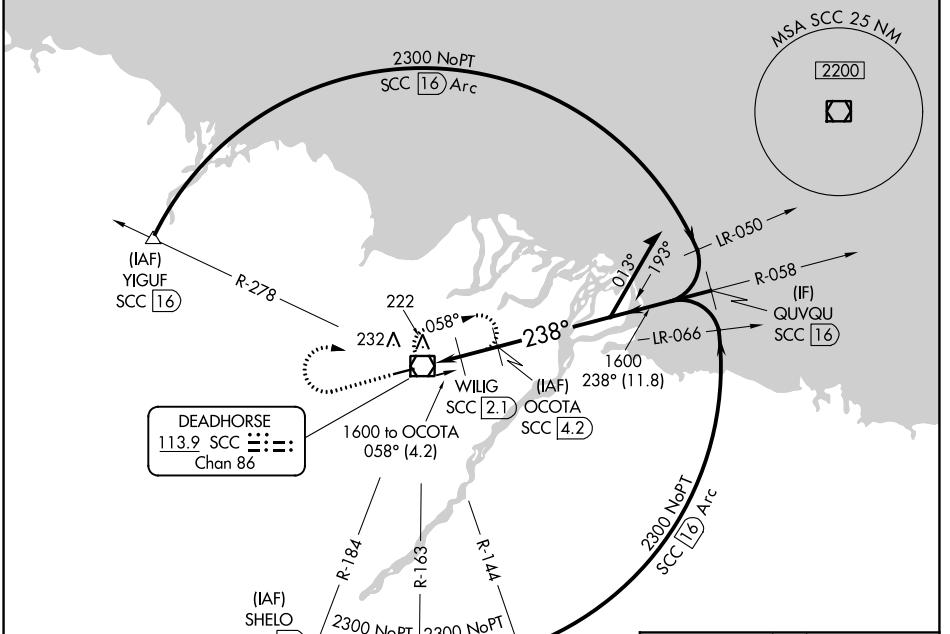 MSA SCC 25 NM
2200
2300 NoPT
SCC 16 Arc
LR-050
R-058
(IF)
QUVQU
SCC 16
LR-066
013°
193°
(IAF)
YIGUF
SCC 16
R-278
222
232
058°
238°
1600
238° (11.8)
WILIG
SCC 2.1
(IAF)
OCOTA
SCC 4.2
1600 to OCOTA
058° (4.2)
DEADHORSE
113.9 SCC
Chan 86
R-184
R-163
R-144
2300 NoPT
SCC 16 Arc
(IAF)
SHELO
2300 NoPT
2300 NoPT